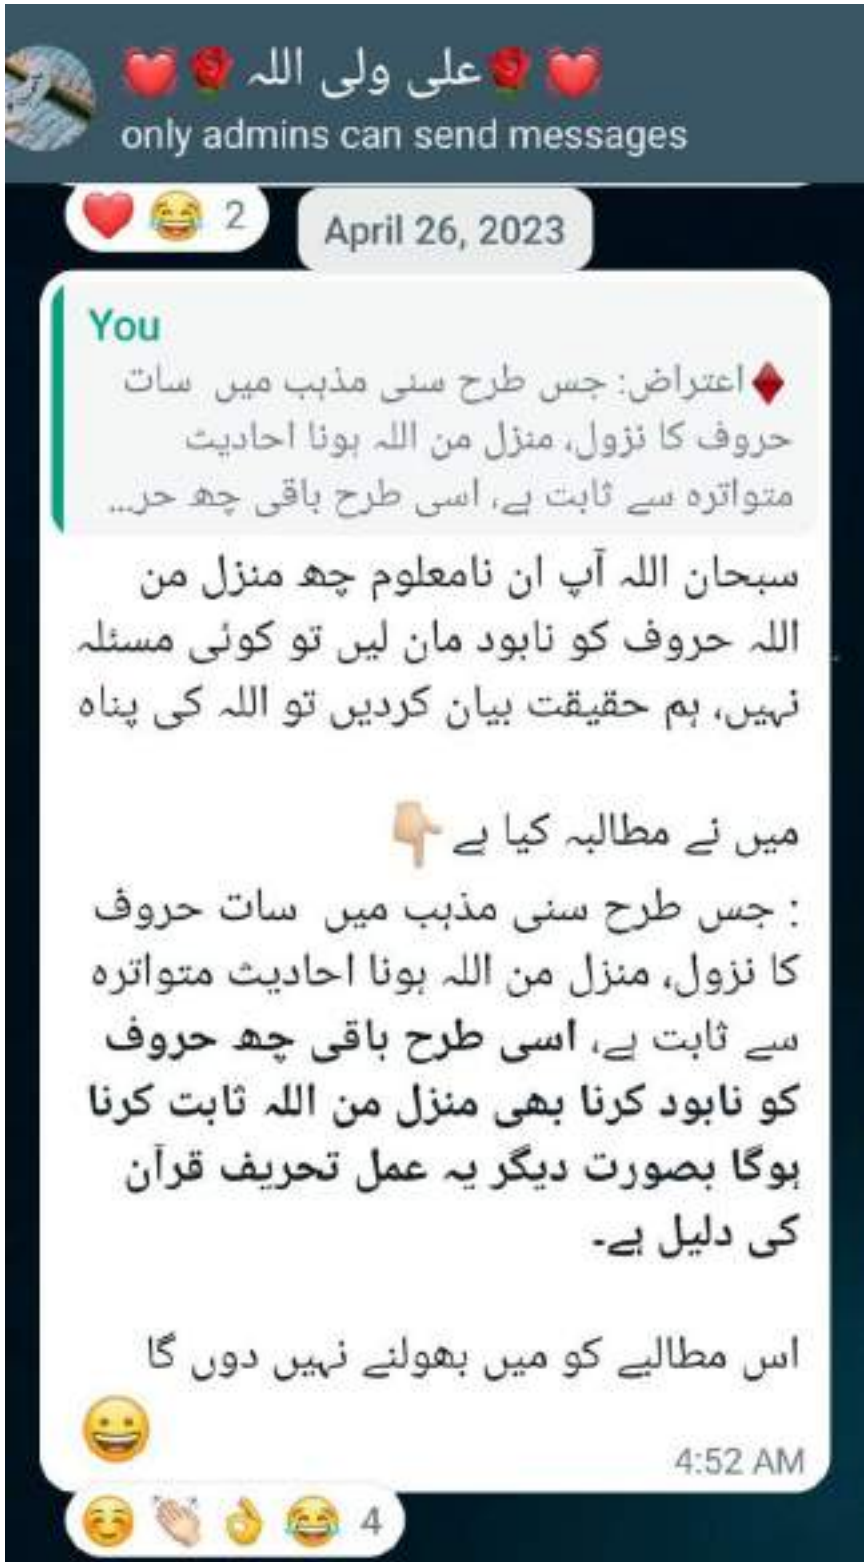 💓🌹علی ولی اللہ🌹💓
only admins can send messages
❤️😂 2
April 26, 2023
You
♦️اعتراض: جس طرح سنی مذہب میں سات
حروف کا نزول، منزل من اللہ ہونا احادیث
متواترہ سے ثابت ہے، اسی طرح باقی چھ حر...
سبحان اللہ آپ ان نامعلوم چھ منزل من
اللہ حروف کو نابود مان لیں تو کوئی مسئلہ
نہیں، ہم حقیقت بیان کردیں تو اللہ کی پناہ
میں نے مطالبہ کیا ہے 👇🏻
: جس طرح سنی مذہب میں سات حروف
کا نزول، منزل من اللہ ہونا احادیث متواترہ
سے ثابت ہے، اسی طرح باقی چھ حروف
کو نابود کرنا بھی منزل من اللہ ثابت کرنا
ہوگا بصورت دیگر یہ عمل تحریف قرآن
کی دلیل ہے۔
اس مطالبے کو میں بھولنے نہیں دوں گا
😀
4:52 AM
☺️👏🏻👌😂 4